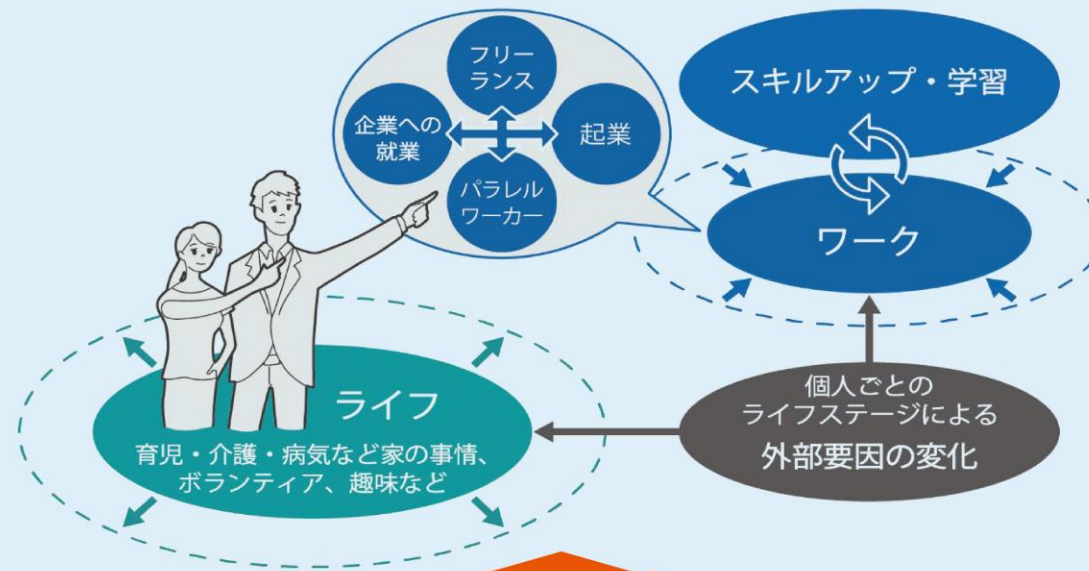 フリー
ランス
企業への
就業
起業
パラレル
ワーカー
スキルアップ・学習
ワーク
ライフ
育児・介護・病気など家の事情、
ボランティア、趣味など
個人ごとの
ライフステージによる
外部要因の変化